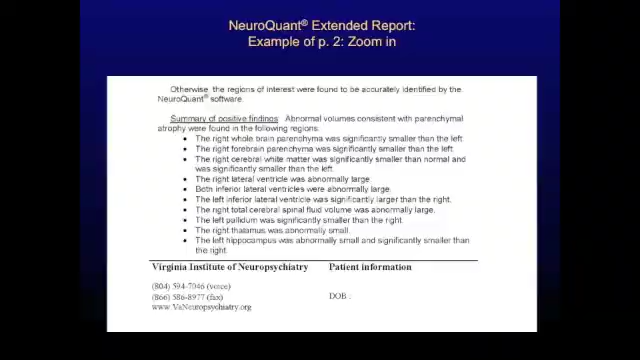 NeuroQuant® Extended Report:
Example of p. 2: Zoom in
Otherwise, the regions of interest were found to be accurately identified by the
NeuroQuant® software.
Summary of positive findings: Abnormal volumes consistent with parenchymal
atrophy were found in the following regions:
• The right whole brain parenchyma was significantly smaller than the left.
• The right forebrain parenchyma was significantly smaller than the left.
• The right cerebral white matter was significantly smaller than normal and
was significantly smaller than the left.
• The right lateral ventricle was abnormally large.
• Both inferior lateral ventricles were abnormally large.
• The left inferior lateral ventricle was significantly larger than the right.
• The right total cerebral spinal fluid volume was abnormally large.
• The left pallidum was significantly smaller than the right.
• The right thalamus was abnormally small.
• The left hippocampus was abnormally small and significantly smaller than
the right.
Virginia Institute of Neuropsychiatry Patient information
(804) 594-7046 (voice)
(866) 586-8977 (fax) DOB:
www.VaNeuropsychiatry.org